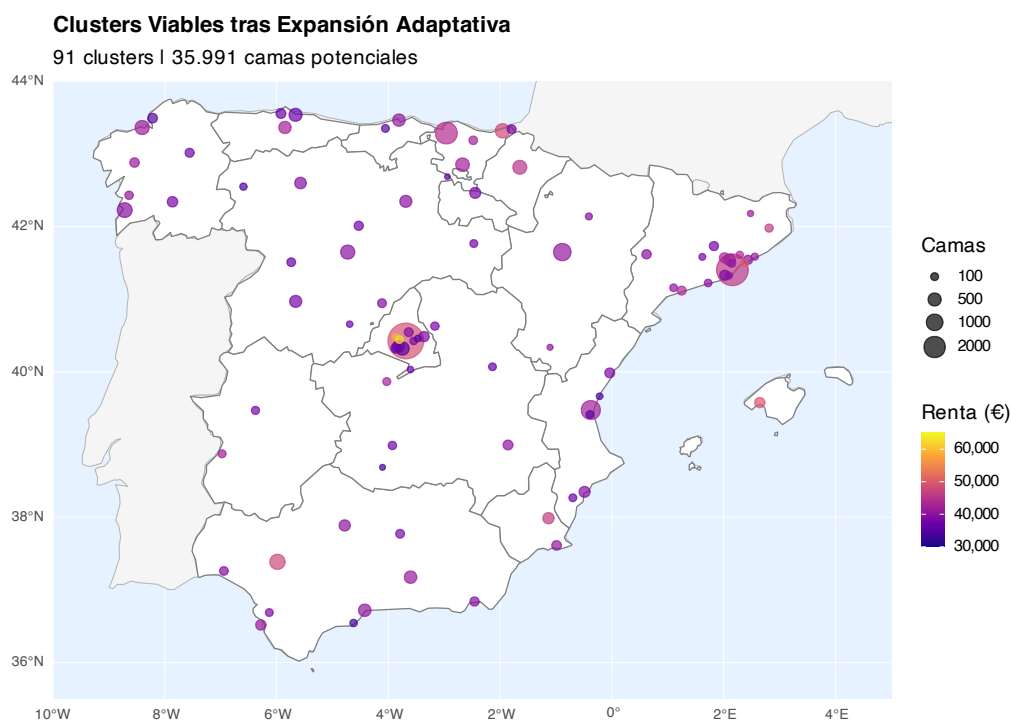 Clusters Viables tras Expansión Adaptativa
91 clusters | 35.991 camas potenciales
44°N
42°N
40°N
38°N
36°N
10°W
8°W
6°W
4°W
2°W
0°
2°E
4°E
Camas
100
500
1000
2000
Renta (€)
60,000
50,000
40,000
30,000